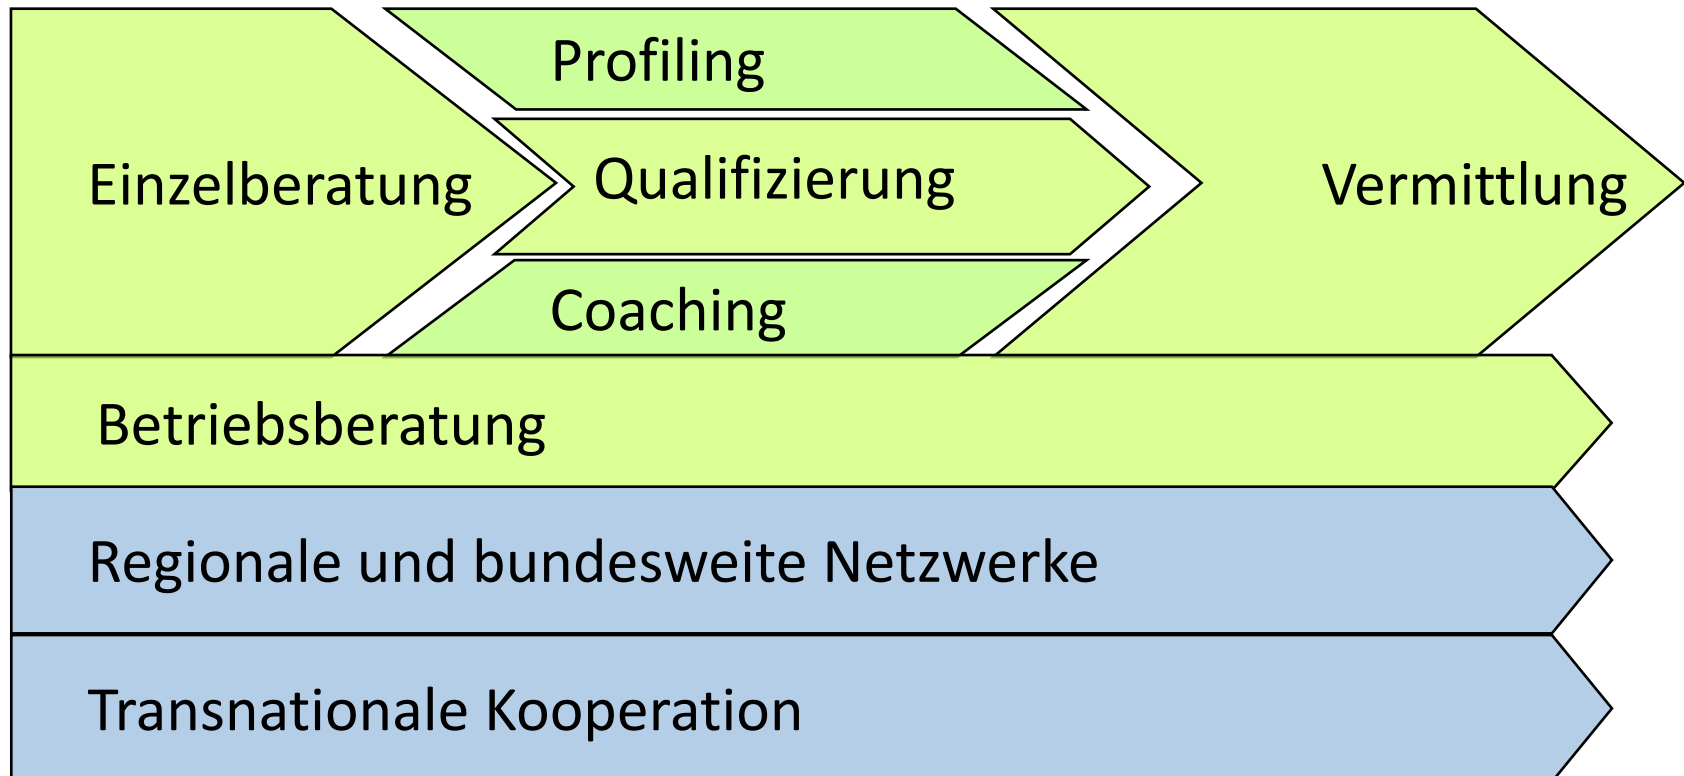 Profiling
Einzelberatung
Qualifizierung
Vermittlung
Coaching
Betriebsberatung
Regionale und bundesweite Netzwerke
Transnationale Kooperation